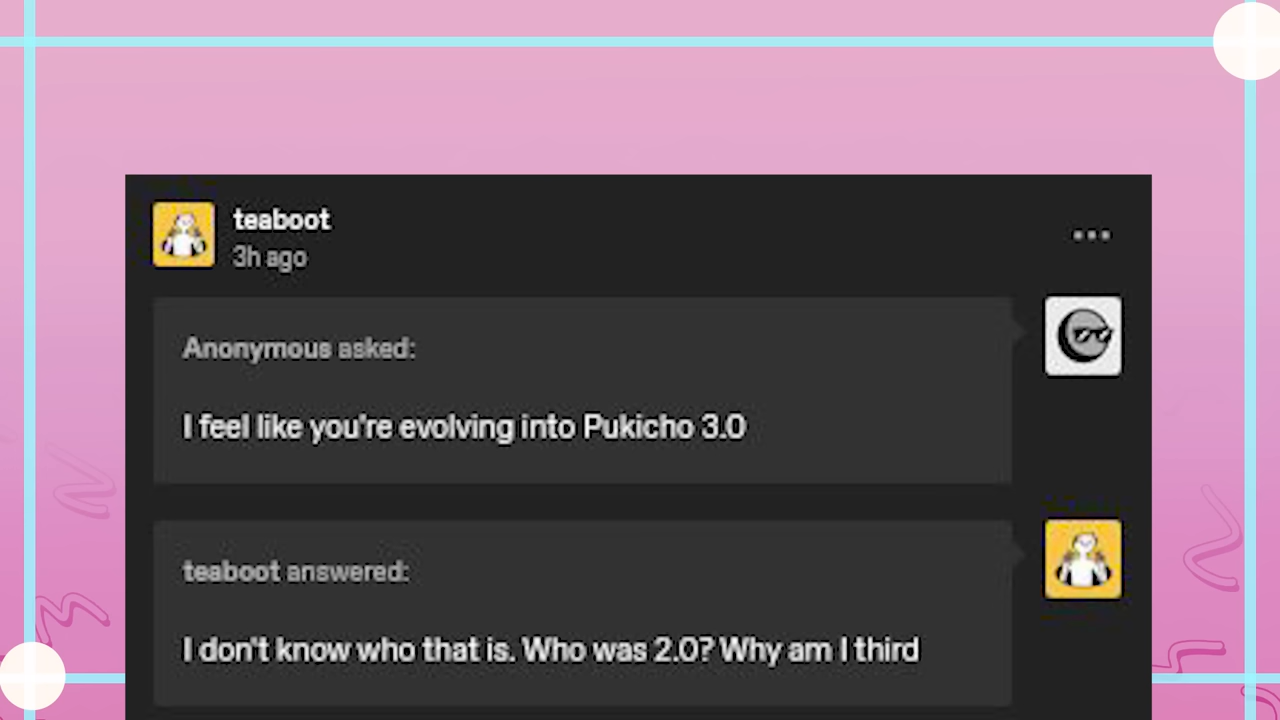 teaboot
3h ago
Anonymous asked:
I feel like you're evolving into Pukicho 3.0
teaboot answered:
I don't know who that is. Who was 2.0? Why am I third